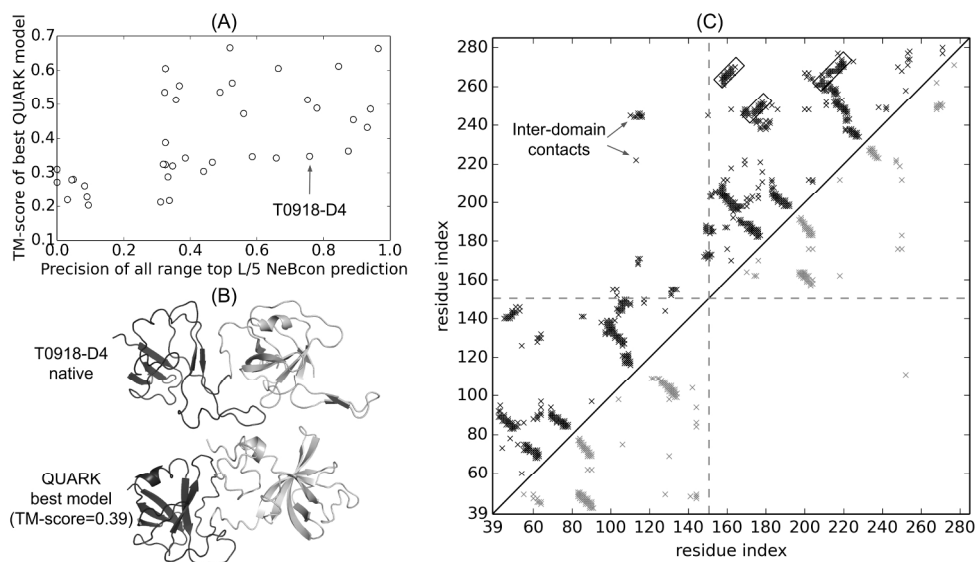 (A)
TM-score of best QUARK model
0.7
0.6
0.5
0.4
0.3
0.2
0.1
T0918-D4
0.0 0.2 0.4 0.6 0.8 1.0
Precision of all range top L/5 NeBcon prediction
(B)
T0918-D4
native
QUARK
best model
(TM-score=0.39)
(C)
residue index
280
260
240
220
200
180
160
140
120
100
80
60
39
Inter-domain
contacts
39 60 80 100 120 140 160 180 200 220 240 260 280
residue index